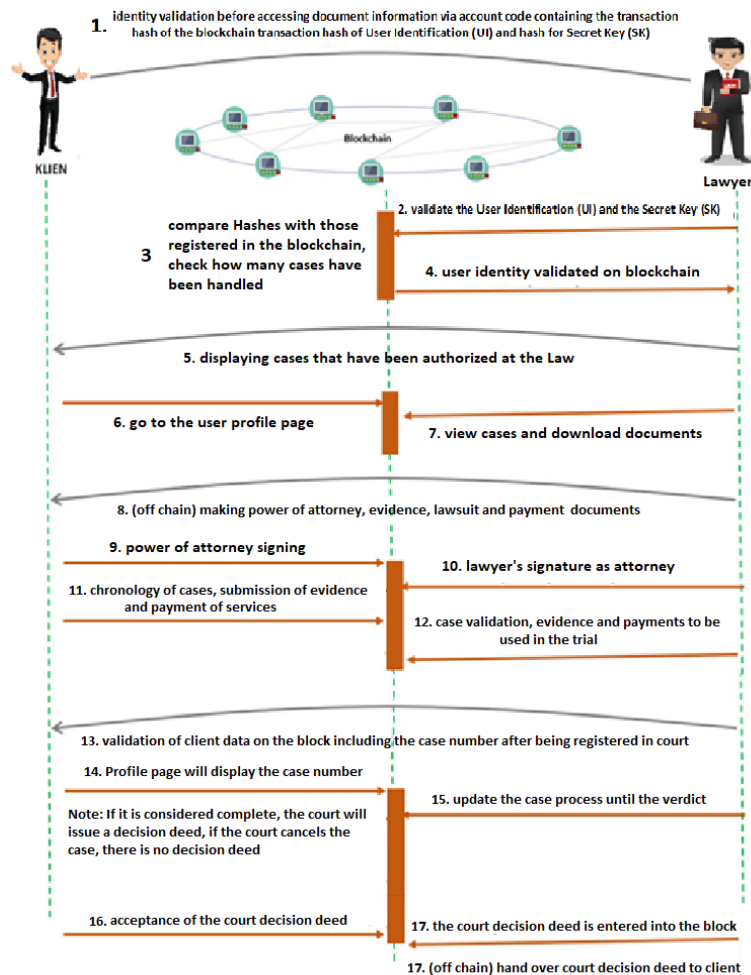 1. identity validation before accessing document information via account code containing the transaction
hash of the blockchain transaction hash of User Identification (UI) and hash for Secret Key (SK)
Blockchain
KLIEN
Lawyer
2. validate the User Identification (UI) and the Secret Key (SK)
3
compare Hashes with those
registered in the blockchain,
check how many cases have
been handled
4. user identity validated on blockchain
5. displaying cases that have been authorized at the Law
6. go to the user profile page
7. view cases and download documents
8. (off chain) making power of attorney, evidence, lawsuit and payment documents
9. power of attorney signing
10. lawyer's signature as attorney
11. chronology of cases, submission of evidence
and payment of services
12. case validation, evidence and payments to be
used in the trial
13. validation of client data on the block including the case number after being registered in court
14. Profile page will display the case number
15. update the case process until the verdict
Note: If it is considered complete, the court will
issue a decision deed, if the court cancels the
case, there is no decision deed
16. acceptance of the court decision deed
17. the court decision deed is entered into the block
17. (off chain) hand over court decision deed to client